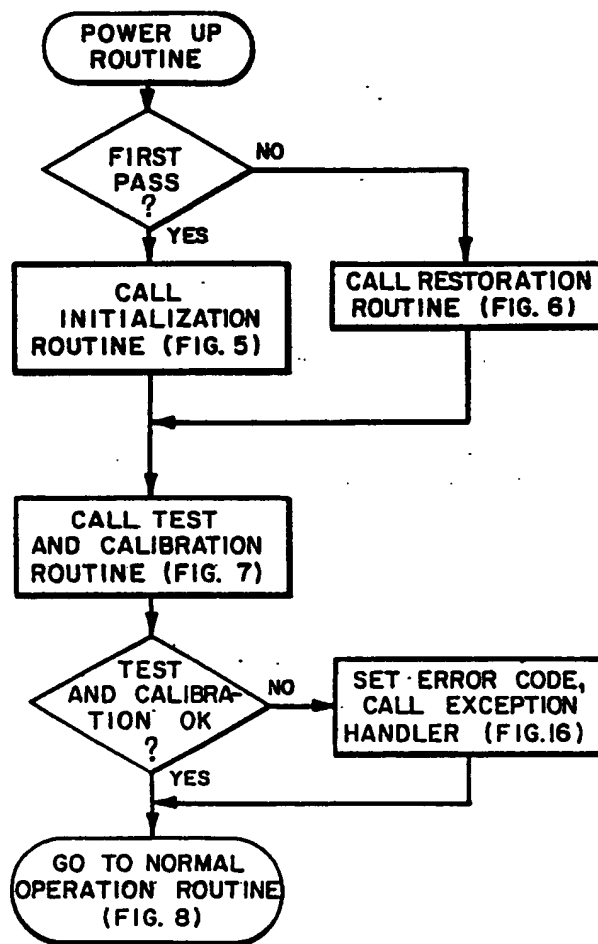 POWER UP
ROUTINE
FIRST
PASS
?
NO
YES
CALL
INITIALIZATION
ROUTINE (FIG. 5)
CALL RESTORATION
ROUTINE (FIG. 6)
CALL TEST
AND CALIBRATION
ROUTINE (FIG. 7)
TEST
AND CALIBRA-
TION OK
?
NO
YES
SET ERROR CODE,
CALL EXCEPTION
HANDLER (FIG.16)
GO TO NORMAL
OPERATION ROUTINE
(FIG. 8)